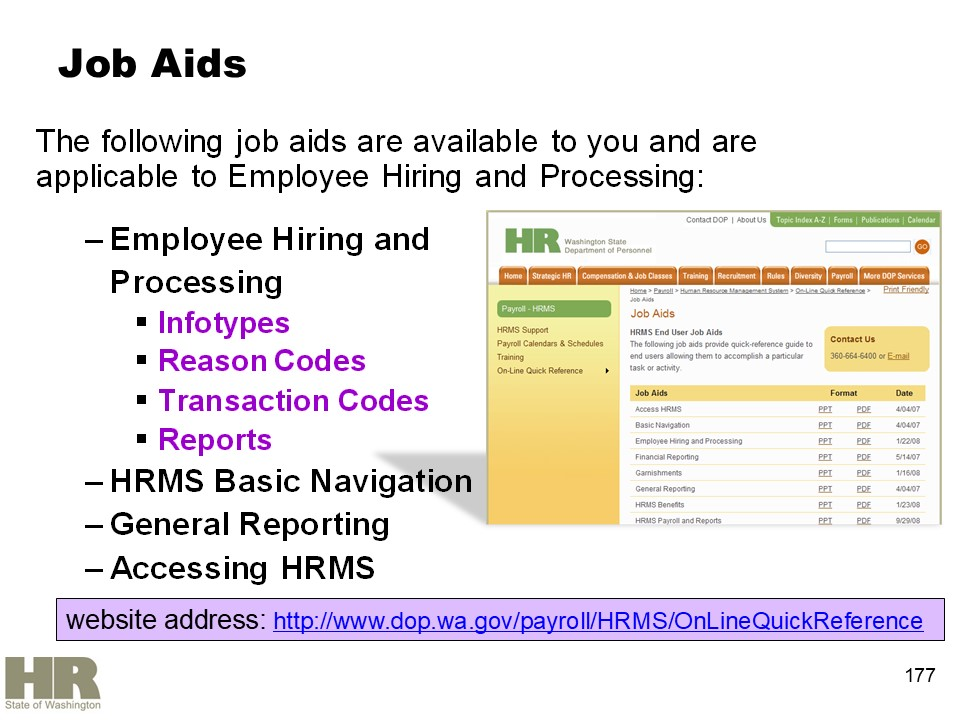 Job Aids
The following job aids are available to you and are
applicable to Employee Hiring and Processing:
– Employee Hiring and
Processing
▪ Infotypes
▪ Reason Codes
▪ Transaction Codes
▪ Reports
– HRMS Basic Navigation
– General Reporting
– Accessing HRMS
Contact DOP | About Us
Topic Index A-Z | Forms | Publications | Calendar
HR Washington State
Department of Personnel
GO
Home Strategic HR Compensation & Job Classes Training Recruitment Rules Diversity Payroll More DOP Services
Home > Payroll > Human Resource Management System > On-Line Quick Reference >
Job Aids
Print Friendly
Payroll - HRMS
HRMS Support
Payroll Calendars & Schedules
Training
On-Line Quick Reference
Job Aids
HRMS End User Job Aids
The following job aids provide quick-reference guide to
end users allowing them to accomplish a particular
task or activity.
Contact Us
360-664-6400 or E-mail
Job Aids Format Date
Access HRMS PPT PDF 4/04/07
Basic Navigation PPT PDF 4/04/07
Employee Hiring and Processing PPT PDF 1/22/08
Financial Reporting PPT PDF 5/14/07
Garnishments PPT PDF 1/16/08
General Reporting PPT PDF 4/04/07
HRMS Benefits PPT PDF 1/23/08
HRMS Payroll and Reports PPT PDF 9/29/08
website address: http://www.dop.wa.gov/payroll/HRMS/OnLineQuickReference
HR
State of Washington
177